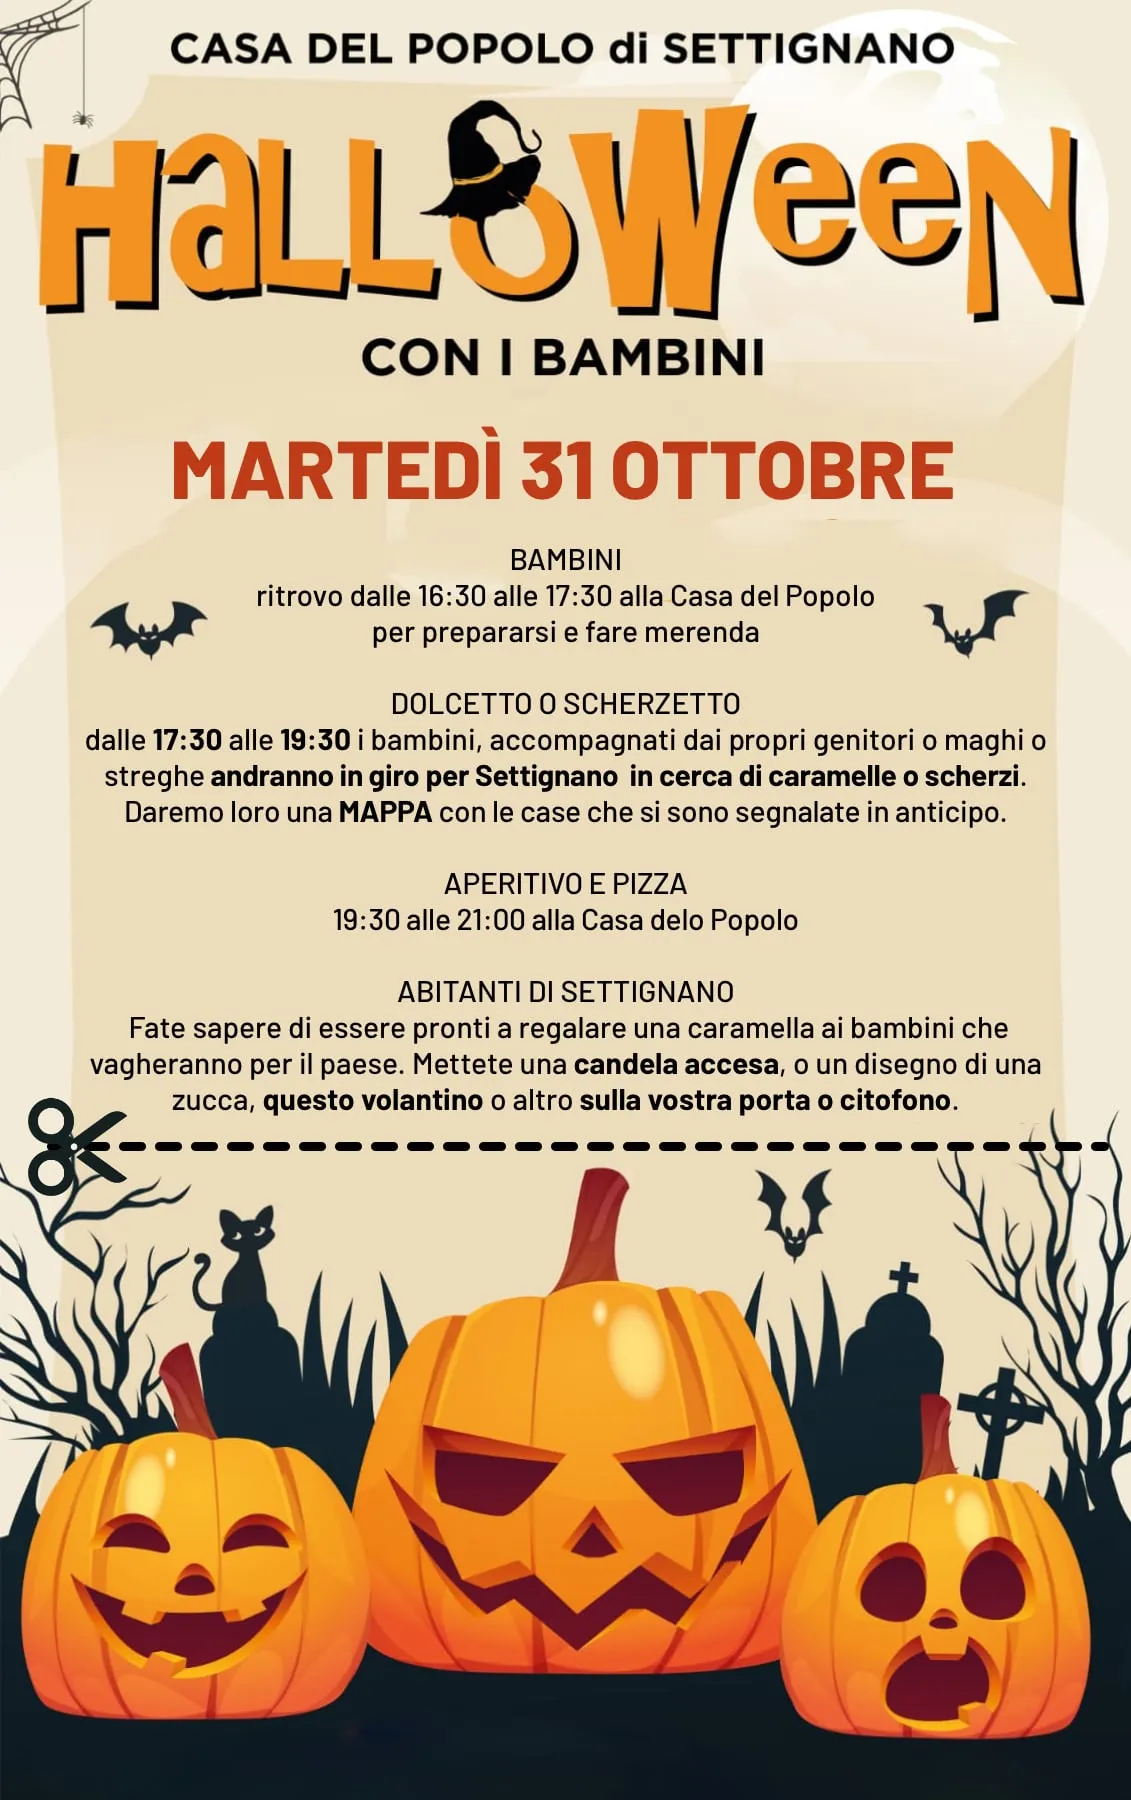 CASA DEL POPOLO di SETTIGNANO
HaLLOWeeN
CON I BAMBINI
MARTEDÌ 31 OTTOBRE
BAMBINI
ritrovo dalle 16:30 alle 17:30 alla Casa del Popolo
per prepararsi e fare merenda
DOLCETTO O SCHERZETTO
dalle 17:30 alle 19:30 i bambini, accompagnati dai propri genitori o maghi o
streghe andranno in giro per Settignano in cerca di caramelle o scherzi.
Daremo loro una MAPPA con le case che si sono segnalate in anticipo.
APERITIVO E PIZZA
19:30 alle 21:00 alla Casa delo Popolo
ABITANTI DI SETTIGNANO
Fate sapere di essere pronti a regalare una caramella ai bambini che
vagheranno per il paese. Mettete una candela accesa, o un disegno di una
zucca, questo volantino o altro sulla vostra porta o citofono.